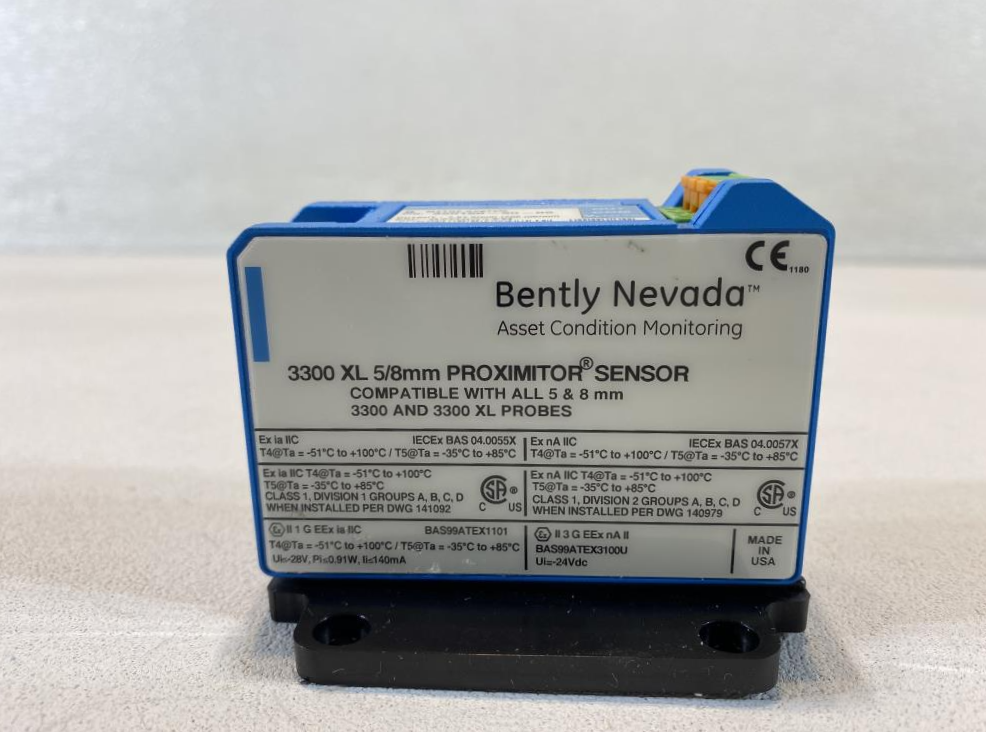 CE 1180
Bently Nevada™
Asset Condition Monitoring
3300 XL 5/8mm PROXIMITOR® SENSOR
COMPATIBLE WITH ALL 5 & 8 mm
3300 AND 3300 XL PROBES
Ex ia IIC IECEx BAS 04.0055X
T4@Ta = -51°C to +100°C / T5@Ta = -35°C to +85°C
Ex nA IIC IECEx BAS 04.0057X
T4@Ta = -51°C to +100°C / T5@Ta = -35°C to +85°C
Ex ia IIC T4@Ta = -51°C to +100°C
T5@Ta = -35°C to +85°C
CLASS 1, DIVISION 1 GROUPS A, B, C, D
WHEN INSTALLED PER DWG 141092
C SA ® C US
Ex nA IIC T4@Ta = -51°C to +100°C
T5@Ta = -35°C to +85°C
CLASS 1, DIVISION 2 GROUPS A, B, C, D
WHEN INSTALLED PER DWG 140979
C SA ® C US
Ex II 1 G EEx ia IIC BAS99ATEX1101
T4@Ta = -51°C to +100°C / T5@Ta = -35°C to +85°C
Ui=-28V, Pi≤0.91W, Ii≤140mA
Ex II 3 G EEx nA II
BAS99ATEX3100U
Ui=-24Vdc
MADE
IN
USA